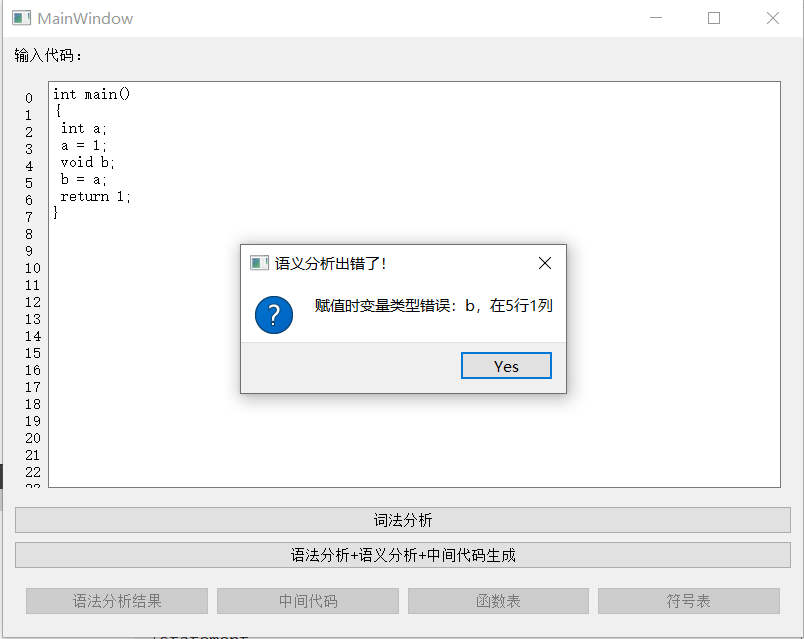 MainWindow
输入代码：
0 int main()
1 {
2 int a;
3 a = 1;
4 void b;
5 b = a;
6 return 1;
7 }
8
9
10
11
12
13
14
15
16
17
18
19
20
21
22
语义分析出错了！
赋值时变量类型错误：b，在5行1列
Yes
词法分析
语法分析+语义分析+中间代码生成
语法分析结果 中间代码 函数表 符号表